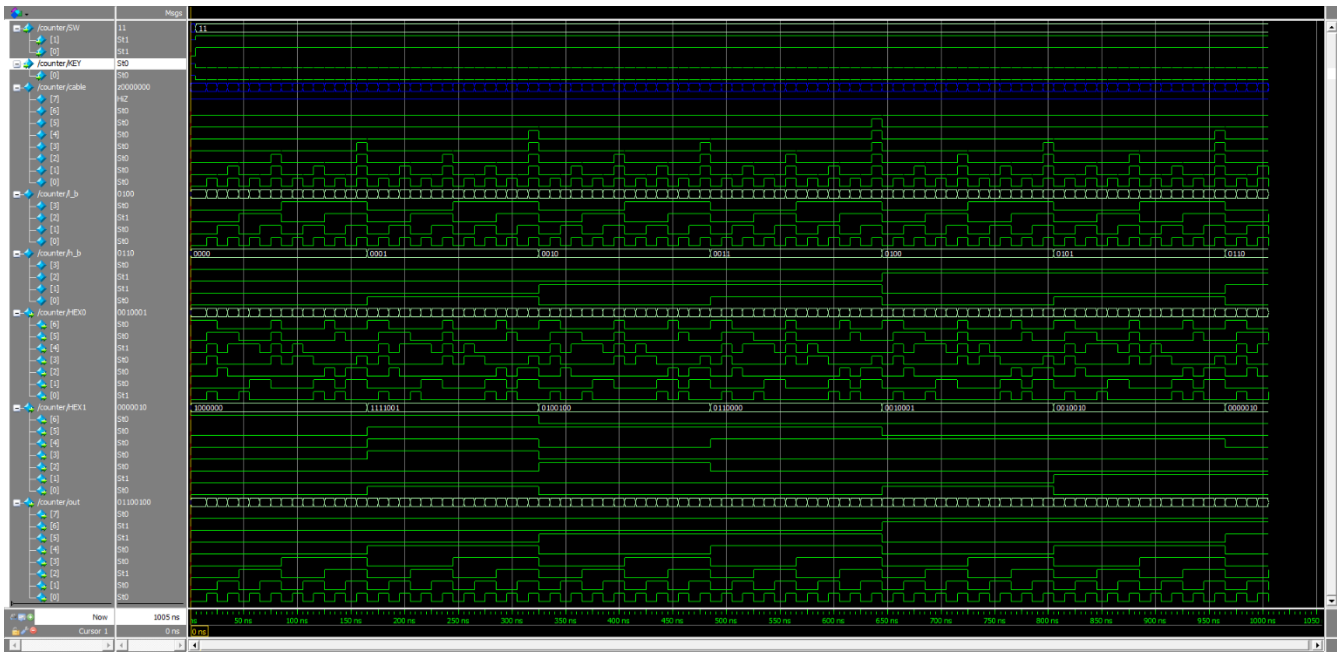 Msgs
/counter/SW 11 11
[1] St1
[0] St1
/counter/KEY St0
[0] St0
/counter/cable z0000000
[7] HiZ
[6] St0
[5] St0
[4] St0
[3] St0
[2] St0
[1] St0
[0] St0
/counter/l_b 0100
[3] St0
[2] St1
[1] St0
[0] St0
/counter/h_b 0110 0000 0001 0010 0011 0100 0101 0110
[3] St0
[2] St1
[1] St1
[0] St0
/counter/HEX0 0010001
[6] St0
[5] St0
[4] St1
[3] St0
[2] St0
[1] St0
[0] St1
/counter/HEX1 0000010 1000000 1111001 0100100 0110000 0010001 0010010 0000010
[6] St0
[5] St0
[4] St0
[3] St0
[2] St0
[1] St1
[0] St0
/counter/out 01100100
[7] St0
[6] St1
[5] St1
[4] St0
[3] St0
[2] St1
[1] St0
[0] St0
Now 1005 ns ns 50 ns 100 ns 150 ns 200 ns 250 ns 300 ns 350 ns 400 ns 450 ns 500 ns 550 ns 600 ns 650 ns 700 ns 750 ns 800 ns 850 ns 900 ns 950 ns 1000 ns 1050
Cursor 1 0 ns 0 ns